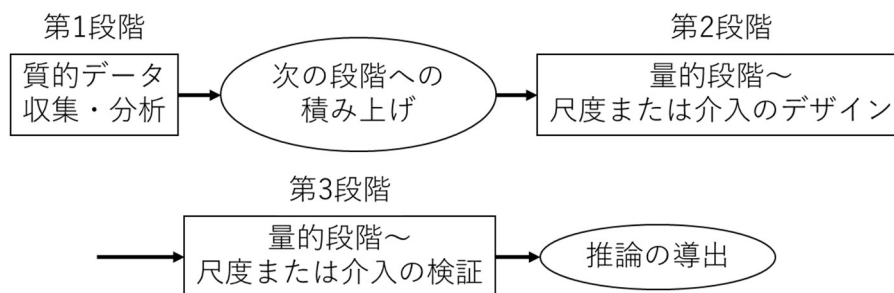 第1段階
質的データ
収集・分析
次の段階への
積み上げ
第2段階
量的段階～
尺度または介入のデザイン
第3段階
量的段階～
尺度または介入の検証
推論の導出